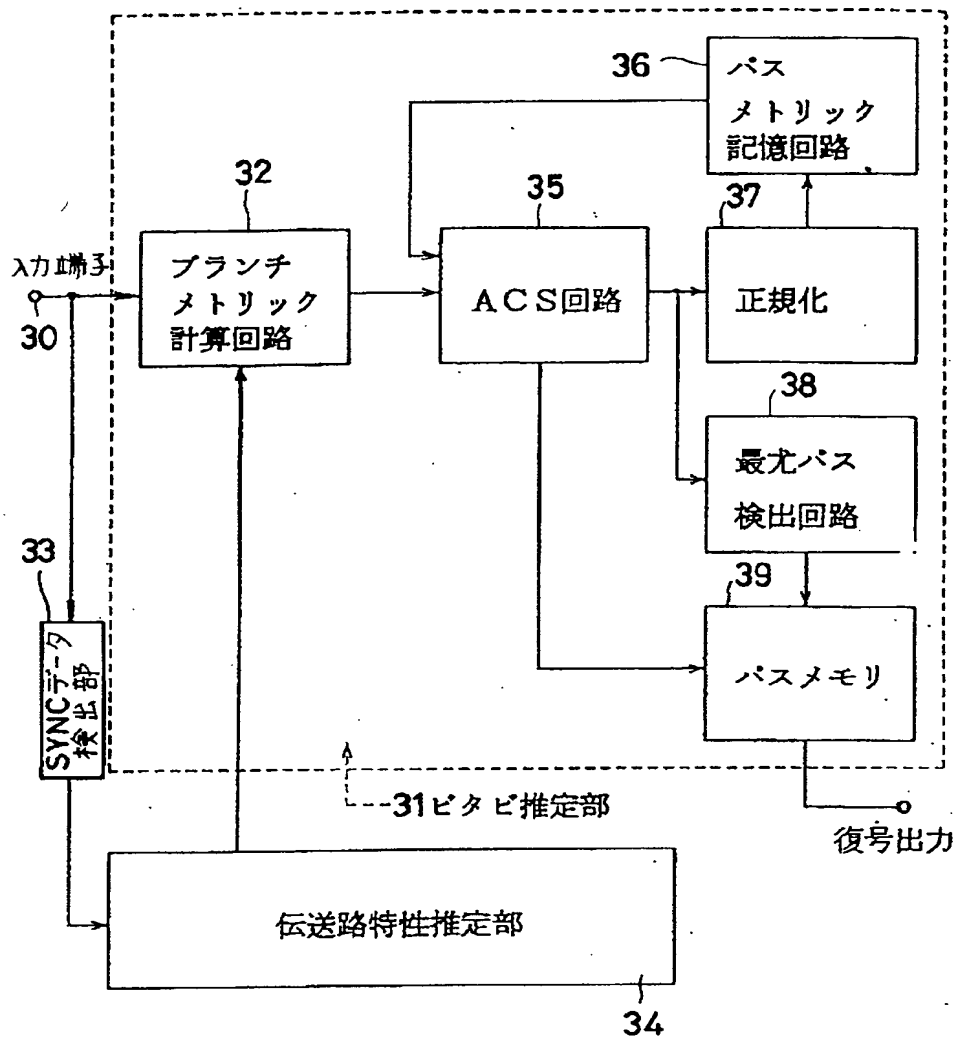 36
パス
メトリック
記憶回路
32
35
37
入力端子
30
ブランチ
メトリック
計算回路
ACS回路
正規化
38
最尤パス
検出回路
33
SYNCデータ
検出部
39
パスメモリ
31ビタビ推定部
復号出力
伝送路特性推定部
34